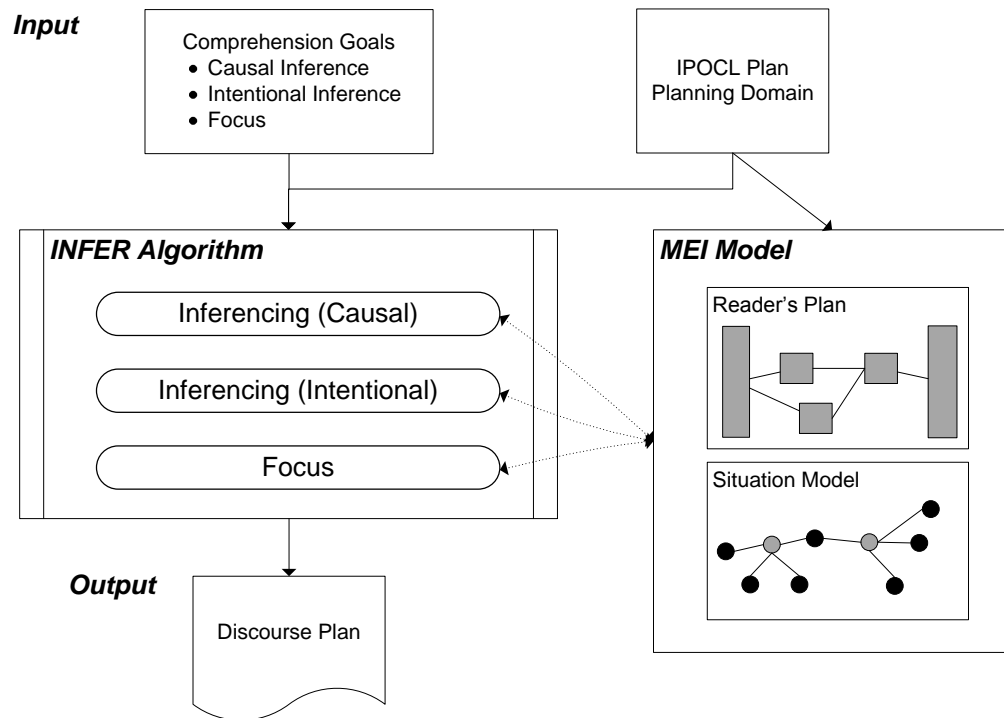 Input
Comprehension Goals
• Causal Inference
• Intentional Inference
• Focus
IPOCL Plan
Planning Domain
INFER Algorithm
Inferencing (Causal)
Inferencing (Intentional)
Focus
MEI Model
Reader's Plan
Situation Model
Output
Discourse Plan